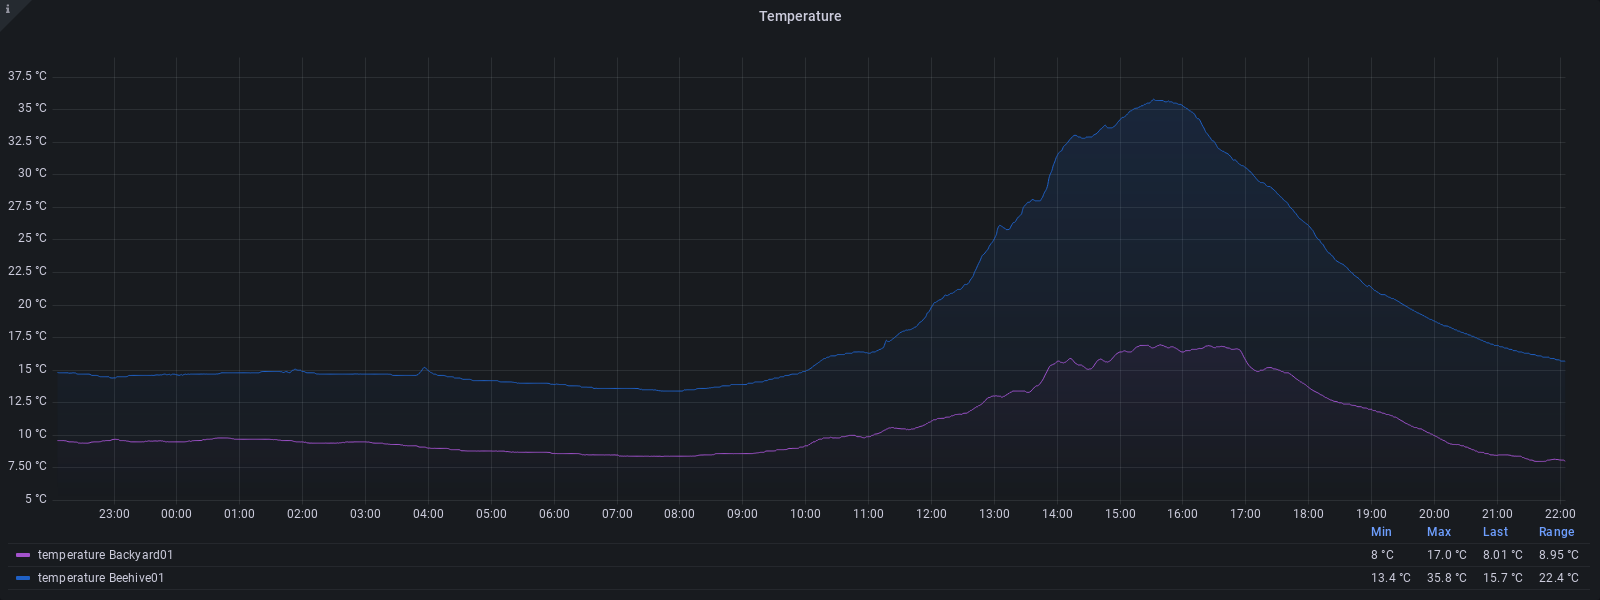 i
Temperature
37.5 °C
35 °C
32.5 °C
30 °C
27.5 °C
25 °C
22.5 °C
20 °C
17.5 °C
15 °C
12.5 °C
10 °C
7.50 °C
5 °C
23:00 00:00 01:00 02:00 03:00 04:00 05:00 06:00 07:00 08:00 09:00 10:00 11:00 12:00 13:00 14:00 15:00 16:00 17:00 18:00 19:00 20:00 21:00 22:00
Min Max Last Range
temperature Backyard01 8 °C 17.0 °C 8.01 °C 8.95 °C
temperature Beehive01 13.4 °C 35.8 °C 15.7 °C 22.4 °C